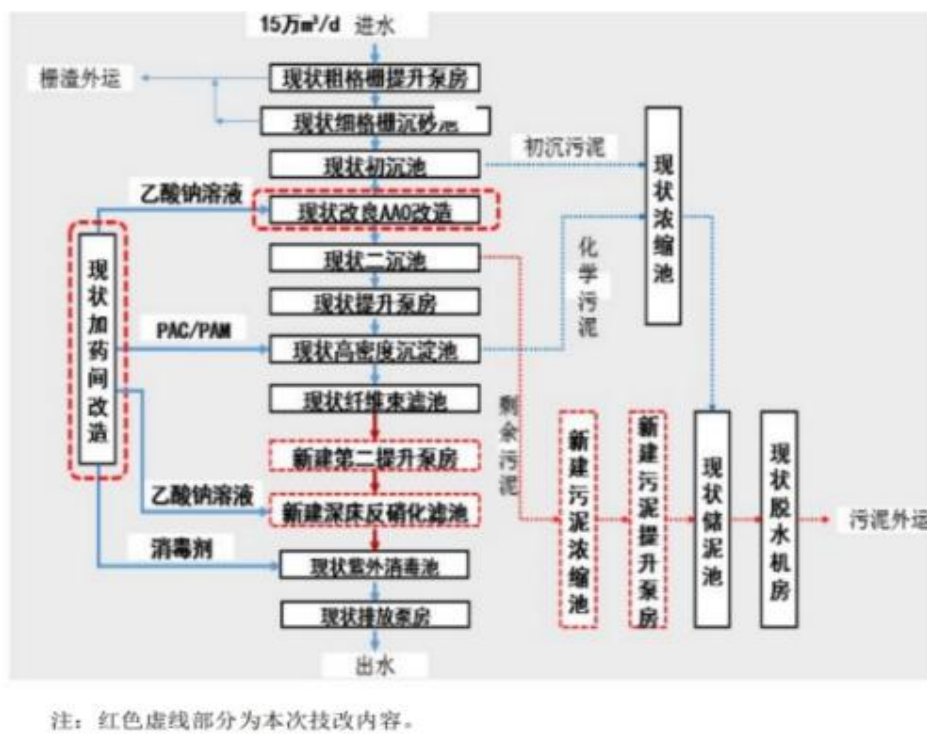 15万m³/d 进水
栅渣外运
现状粗格栅提升泵房
现状细格栅沉砂池
现状初沉池
初沉污泥
现状浓缩池
乙酸钠溶液
现状改良AAO改造
现状二沉池
化学污泥
现状加药间改造
现状提升泵房
PAC/PAM
现状高密度沉淀池
现状纤维束滤池
剩余污泥
新建第二提升泵房
乙酸钠溶液
新建深床反硝化滤池
消毒剂
现状紫外消毒池
现状排放泵房
出水
新建污泥浓缩池
新建污泥提升泵房
现状储泥池
现状脱水机房
污泥外运
注：红色虚线部分为本次技改内容。